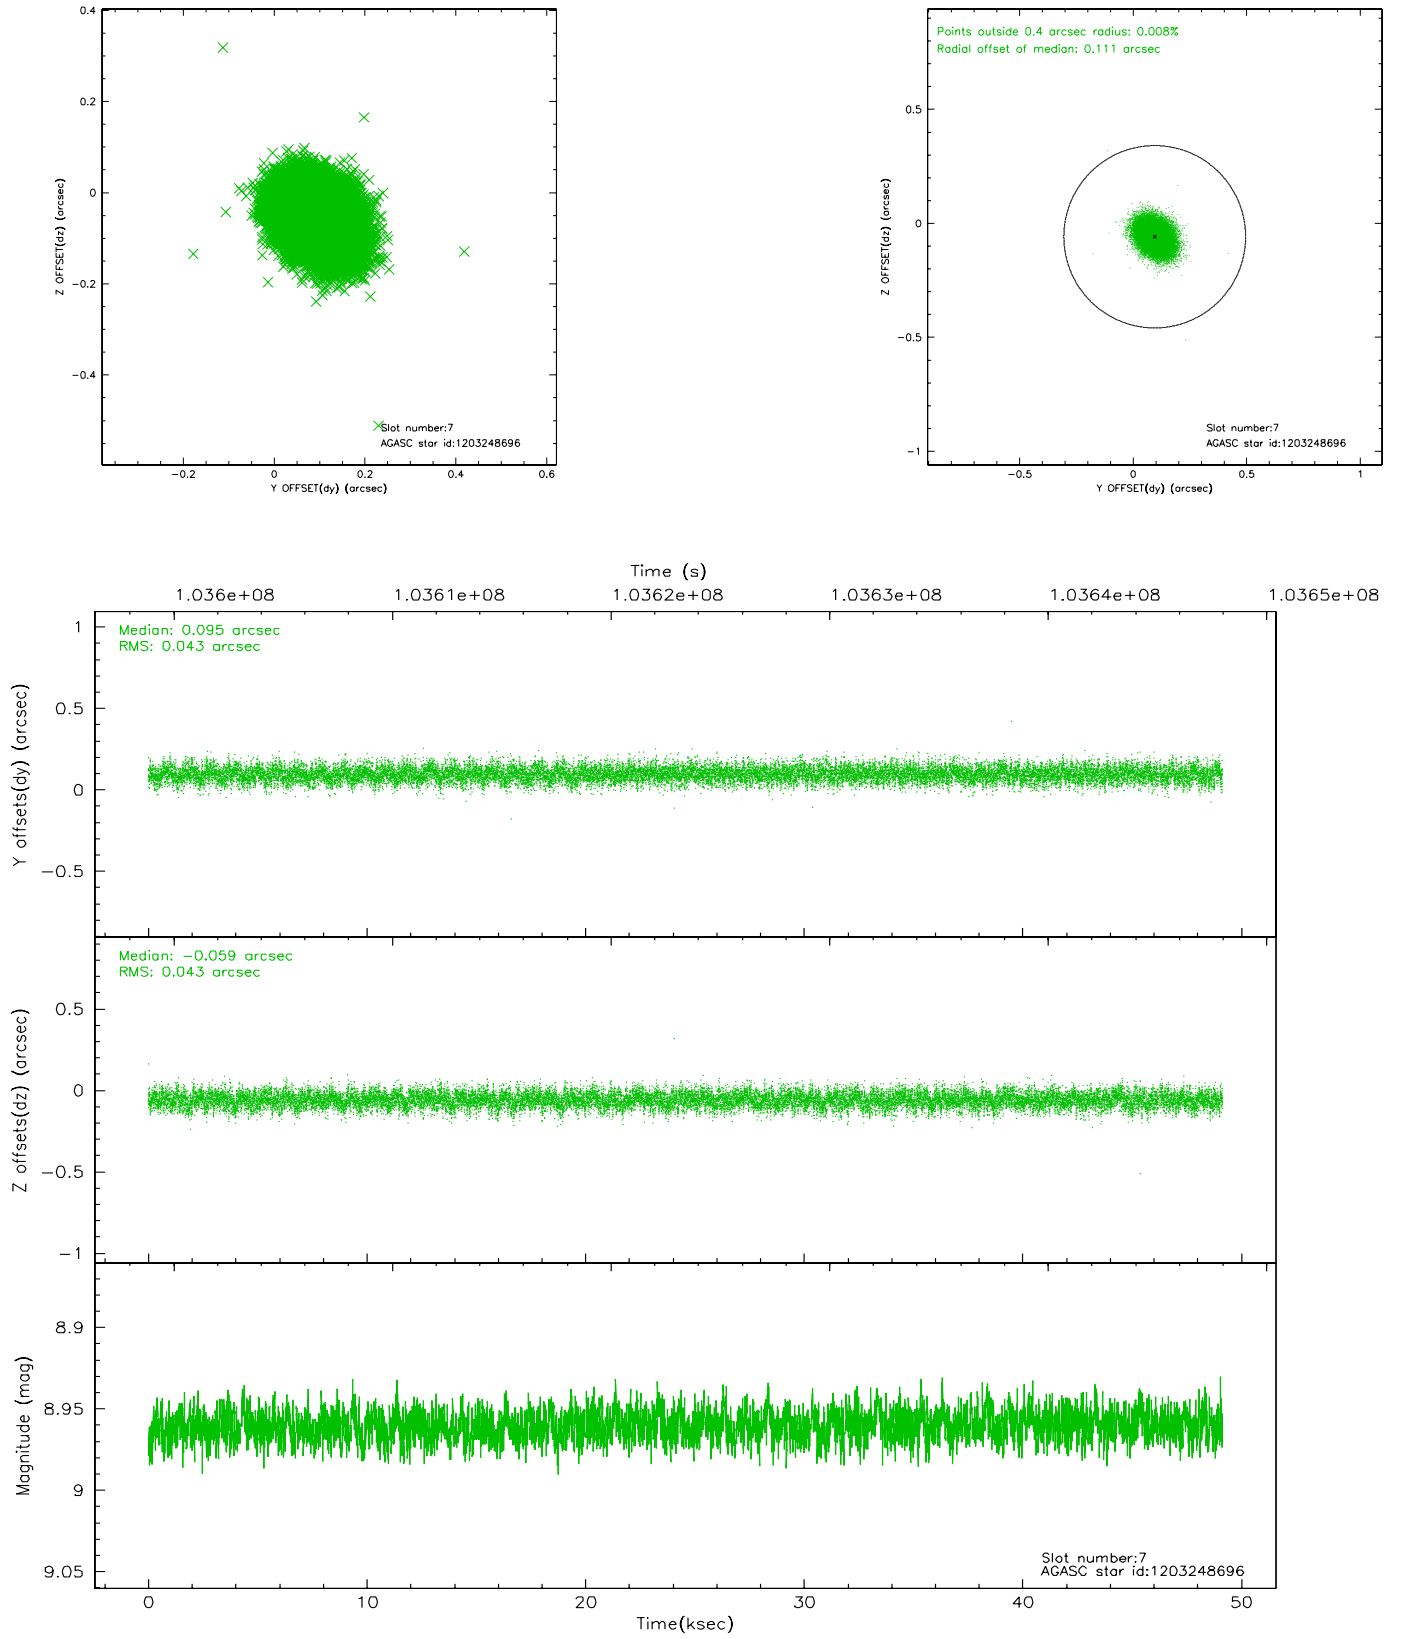 0.4
0.2
0
−0.2
−0.4
Z OFFSET(dz) (arcsec)
−0.2
0
0.2
0.4
0.6
Y OFFSET(dy) (arcsec)
Slot number:7
AGASC star id:1203248696
Points outside 0.4 arcsec radius: 0.008%
Radial offset of median: 0.111 arcsec
0.5
0
−0.5
−1
Z OFFSET(dz) (arcsec)
−0.5
0
0.5
1
Y OFFSET(dy) (arcsec)
Slot number:7
AGASC star id:1203248696
Time (s)
1.036e+08
1.0361e+08
1.0362e+08
1.0363e+08
1.0364e+08
1.0365e+08
Median: 0.095 arcsec
RMS: 0.043 arcsec
1
0.5
0
−0.5
Y offsets(dy) (arcsec)
Median: −0.059 arcsec
RMS: 0.043 arcsec
0.5
0
−0.5
−1
Z offsets(dz) (arcsec)
8.9
8.95
9
9.05
Magnitude (mag)
Slot number:7
AGASC star id:1203248696
0
10
20
30
40
50
Time(ksec)